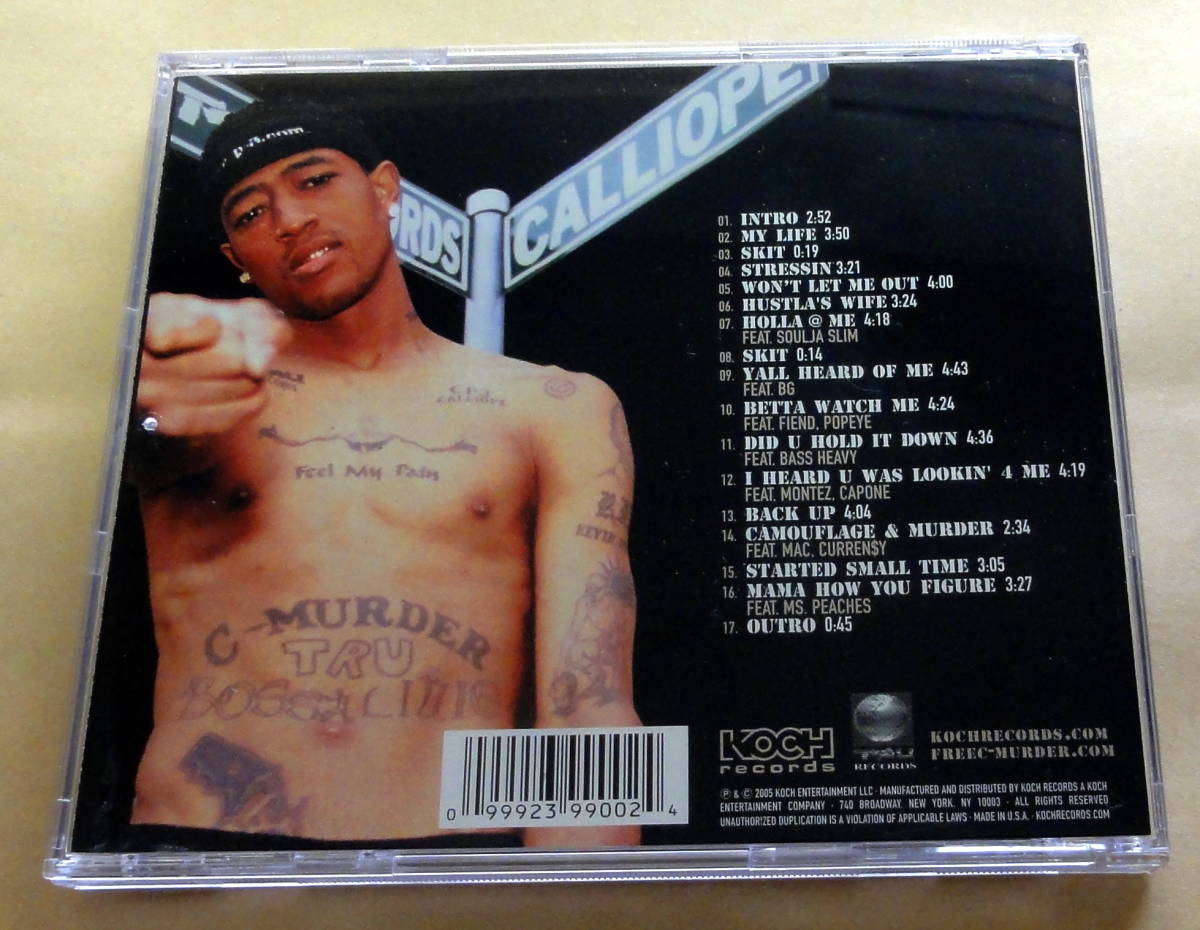 CALLIOPE
RDS
01. INTRO 2:52
02. MY LIFE 3:50
03. SKIT 0:19
04. STRESSIN' 3:21
05. WON'T LET ME OUT 4:00
06. HUSTLA'S WIFE 3:24
07. HOLLA @ ME 4:18
FEAT. SOULJA SLIM
08. SKIT 0:14
09. YALL HEARD OF ME 4:43
FEAT. BG
10. BETTA WATCH ME 4:24
FEAT. FIEND, POPEYE
11. DID U HOLD IT DOWN 4:36
FEAT. BASS HEAVY
12. I HEARD U WAS LOOKIN' 4 ME 4:19
FEAT. MONTEZ, CAPONE
13. BACK UP 4:04
14. CAMOUFLAGE & MURDER 2:34
FEAT. MAC, CURREN$Y
15. STARTED SMALL TIME 3:05
16. MAMA HOW YOU FIGURE 3:27
FEAT. MS. PEACHES
17. OUTRO 0:45
CP3
CALLIOPE
Feel My Pain
C-MURDER
TRU
BOSSALINIE
0 99923 99002 4
KOCH
records
TRU
RECORDS
KOCHRECORDS.COM
FREEC-MURDER.COM
℗ & © 2005 KOCH ENTERTAINMENT LLC · MANUFACTURED AND DISTRIBUTED BY KOCH RECORDS A KOCH
ENTERTAINMENT COMPANY · 740 BROADWAY, NEW YORK, NY 10003 · ALL RIGHTS RESERVED
UNAUTHORIZED DUPLICATION IS A VIOLATION OF APPLICABLE LAWS · MADE IN U.S.A. · KOCHRECORDS.COM